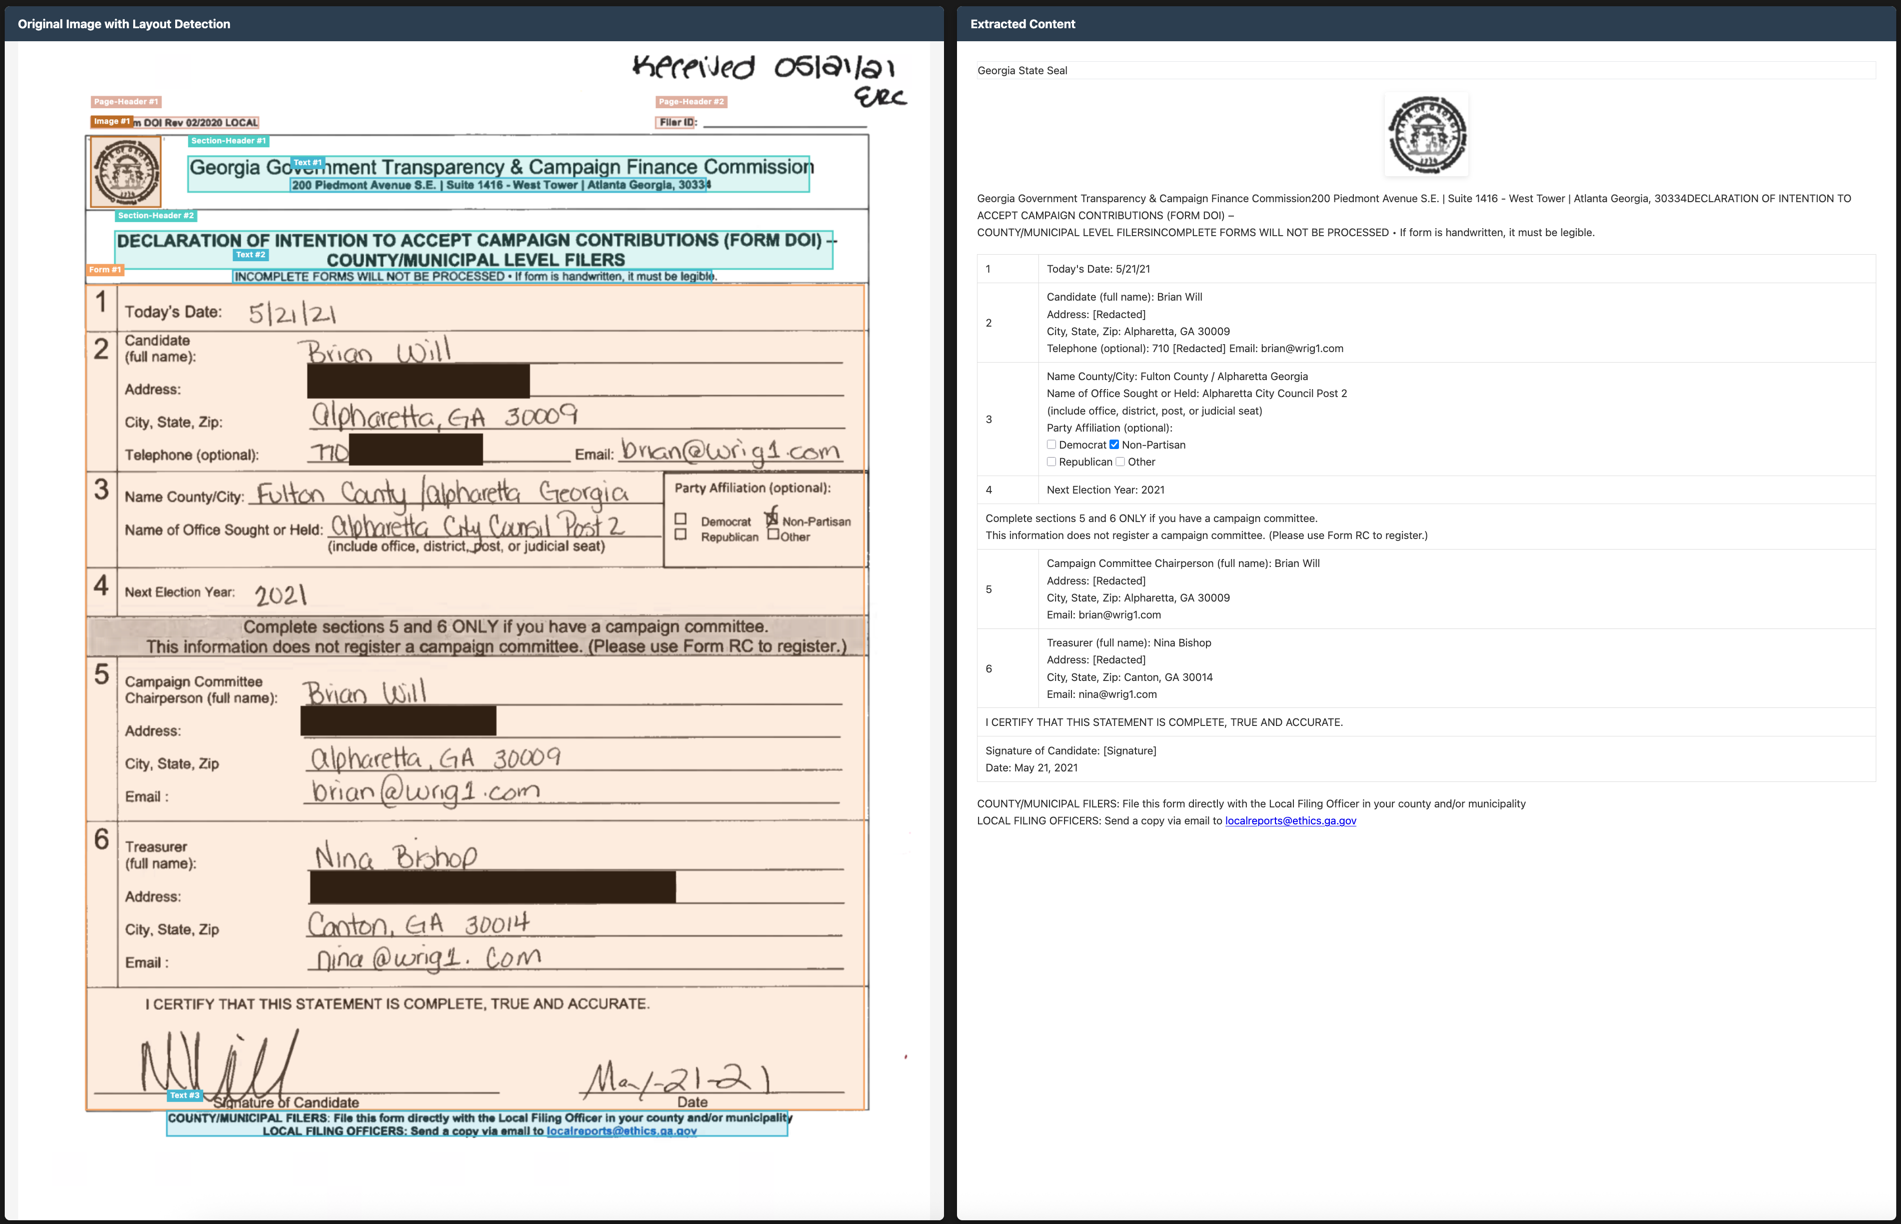 Original Image with Layout Detection
Received 05/21/21
ERC
Page-Header #1
Page-Header #2
Image #1
m DOI Rev 02/2020 LOCAL
Filer ID:
Section-Header #1
Text #1
Georgia Government Transparency & Campaign Finance Commission
200 Piedmont Avenue S.E. | Suite 1416 - West Tower | Atlanta Georgia, 30334
Section-Header #2
DECLARATION OF INTENTION TO ACCEPT CAMPAIGN CONTRIBUTIONS (FORM DOI) –
Text #2
COUNTY/MUNICIPAL LEVEL FILERS
Form #1
INCOMPLETE FORMS WILL NOT BE PROCESSED • If form is handwritten, it must be legible.
1 Today's Date: 5/21/21
2 Candidate
(full name): Brian Will
Address:
City, State, Zip: Alpharetta, GA 30009
Telephone (optional): 770 Email: brian@wrig1.com
3 Name County/City: Fulton County / Alpharetta Georgia
Name of Office Sought or Held: Alpharetta City Counsil Post 2
(include office, district, post, or judicial seat)
Party Affiliation (optional):
Democrat Non-Partisan
Republican Other
4 Next Election Year: 2021
Complete sections 5 and 6 ONLY if you have a campaign committee.
This information does not register a campaign committee. (Please use Form RC to register.)
5 Campaign Committee
Chairperson (full name): Brian Will
Address:
City, State, Zip Alpharetta, GA 30009
Email : brian@wrig1.com
6 Treasurer
(full name): Nina Bishop
Address:
City, State, Zip Canton, GA 30014
Email : nina@wrig1.com
I CERTIFY THAT THIS STATEMENT IS COMPLETE, TRUE AND ACCURATE.
May-21-21
Text #3
Signature of Candidate Date
COUNTY/MUNICIPAL FILERS: File this form directly with the Local Filing Officer in your county and/or municipality
LOCAL FILING OFFICERS: Send a copy via email to localreports@ethics.ga.gov
Extracted Content
Georgia State Seal
Georgia Government Transparency & Campaign Finance Commission200 Piedmont Avenue S.E. | Suite 1416 - West Tower | Atlanta Georgia, 30334DECLARATION OF INTENTION TO
ACCEPT CAMPAIGN CONTRIBUTIONS (FORM DOI) –
COUNTY/MUNICIPAL LEVEL FILERSINCOMPLETE FORMS WILL NOT BE PROCESSED • If form is handwritten, it must be legible.
1 Today's Date: 5/21/21
2 Candidate (full name): Brian Will
Address: [Redacted]
City, State, Zip: Alpharetta, GA 30009
Telephone (optional): 710 [Redacted] Email: brian@wrig1.com
3 Name County/City: Fulton County / Alpharetta Georgia
Name of Office Sought or Held: Alpharetta City Council Post 2
(include office, district, post, or judicial seat)
Party Affiliation (optional):
Democrat Non-Partisan
Republican Other
4 Next Election Year: 2021
Complete sections 5 and 6 ONLY if you have a campaign committee.
This information does not register a campaign committee. (Please use Form RC to register.)
5 Campaign Committee Chairperson (full name): Brian Will
Address: [Redacted]
City, State, Zip: Alpharetta, GA 30009
Email: brian@wrig1.com
6 Treasurer (full name): Nina Bishop
Address: [Redacted]
City, State, Zip: Canton, GA 30014
Email: nina@wrig1.com
I CERTIFY THAT THIS STATEMENT IS COMPLETE, TRUE AND ACCURATE.
Signature of Candidate: [Signature]
Date: May 21, 2021
COUNTY/MUNICIPAL FILERS: File this form directly with the Local Filing Officer in your county and/or municipality
LOCAL FILING OFFICERS: Send a copy via email to localreports@ethics.ga.gov